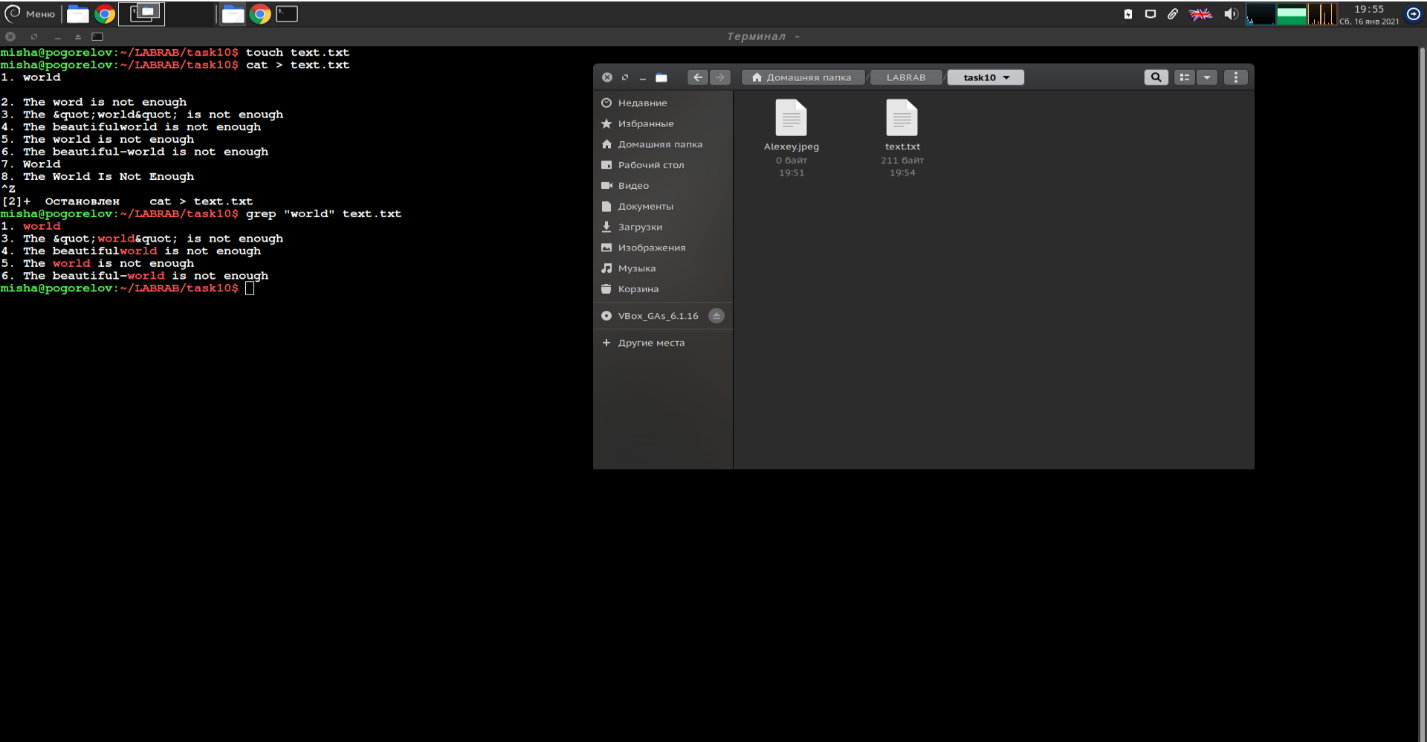 Меню
19:55
Сб, 16 янв 2021
Терминал -
misha@pogorelov:~/LABRAB/task10$ touch text.txt
misha@pogorelov:~/LABRAB/task10$ cat > text.txt
1. world
2. The word is not enough
3. The &quot;world&quot; is not enough
4. The beautifulworld is not enough
5. The world is not enough
6. The beautiful-world is not enough
7. World
8. The World Is Not Enough
^Z
[2]+  Остановлен    cat > text.txt
misha@pogorelov:~/LABRAB/task10$ grep "world" text.txt
1. world
3. The &quot;world&quot; is not enough
4. The beautifulworld is not enough
5. The world is not enough
6. The beautiful-world is not enough
misha@pogorelov:~/LABRAB/task10$
Домашняя папка / LABRAB / task10
Недавние
Избранные
Домашняя папка
Рабочий стол
Видео
Документы
Загрузки
Изображения
Музыка
Корзина
VBox_GAs_6.1.16
Другие места
Alexey.jpeg
0 байт
19:51
text.txt
211 байт
19:54